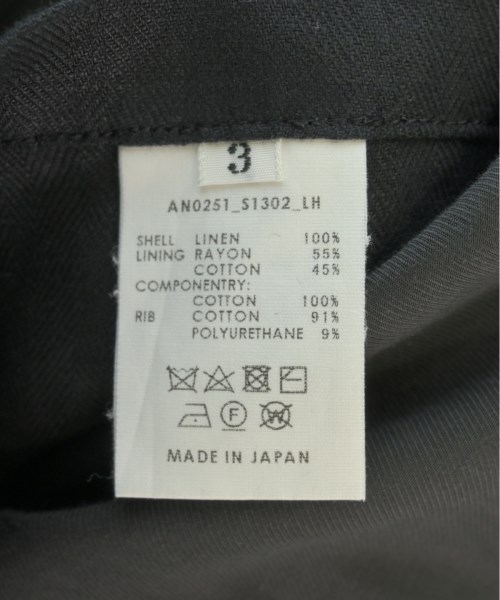 3
AN0251_S1302_LH
SHELL LINEN 100%
LINING RAYON 55%
COTTON 45%
COMPONENTRY:
COTTON 100%
RIB COTTON 91%
POLYURETHANE 9%
F W
MADE IN JAPAN